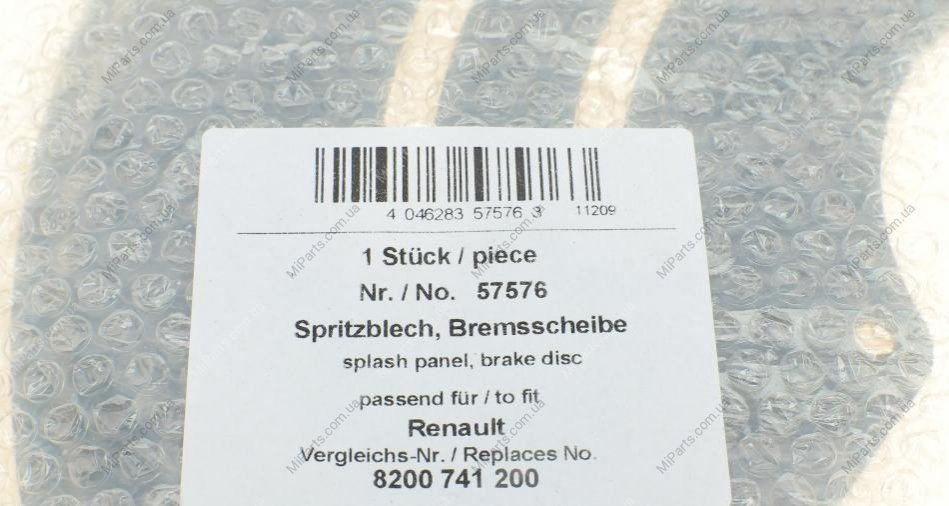 4 046283 57576 3 11209
1 Stück / piece
Nr. / No. 57576
Spritzblech, Bremsscheibe
splash panel, brake disc
passend für / to fit
Renault
Vergleichs-Nr. / Replaces No.
8200 741 200
MiParts.com.ua